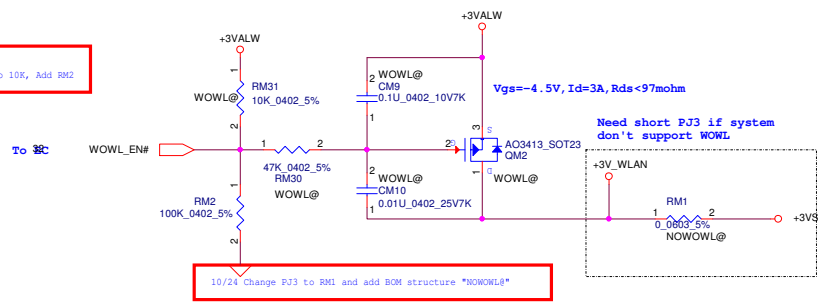 +3VALW
+3VALW
o 10K, Add RM2
1
RM31
WOWL@
10K_0402_5%
2
2
WOWL@
CM9
0.1U_0402_10V7K
1
Vgs=-4.5V,Id=3A,Rds<97mohm
3
S
Need short PJ3 if system
don't support WOWL
To EC
WOWL_EN#
1
2
47K_0402_5%
RM30
WOWL@
2
G
AO3413_SOT23
QM2
D
1
WOWL@
1
RM2
100K_0402_5%
2
2
WOWL@
CM10
0.01U_0402_25V7K
1
+3V_WLAN
RM1
1
2
0_0603_5%
NOWOWL@
+3VS
10/24 Change PJ3 to RM1 and add BOM structure "NOWOWL@"